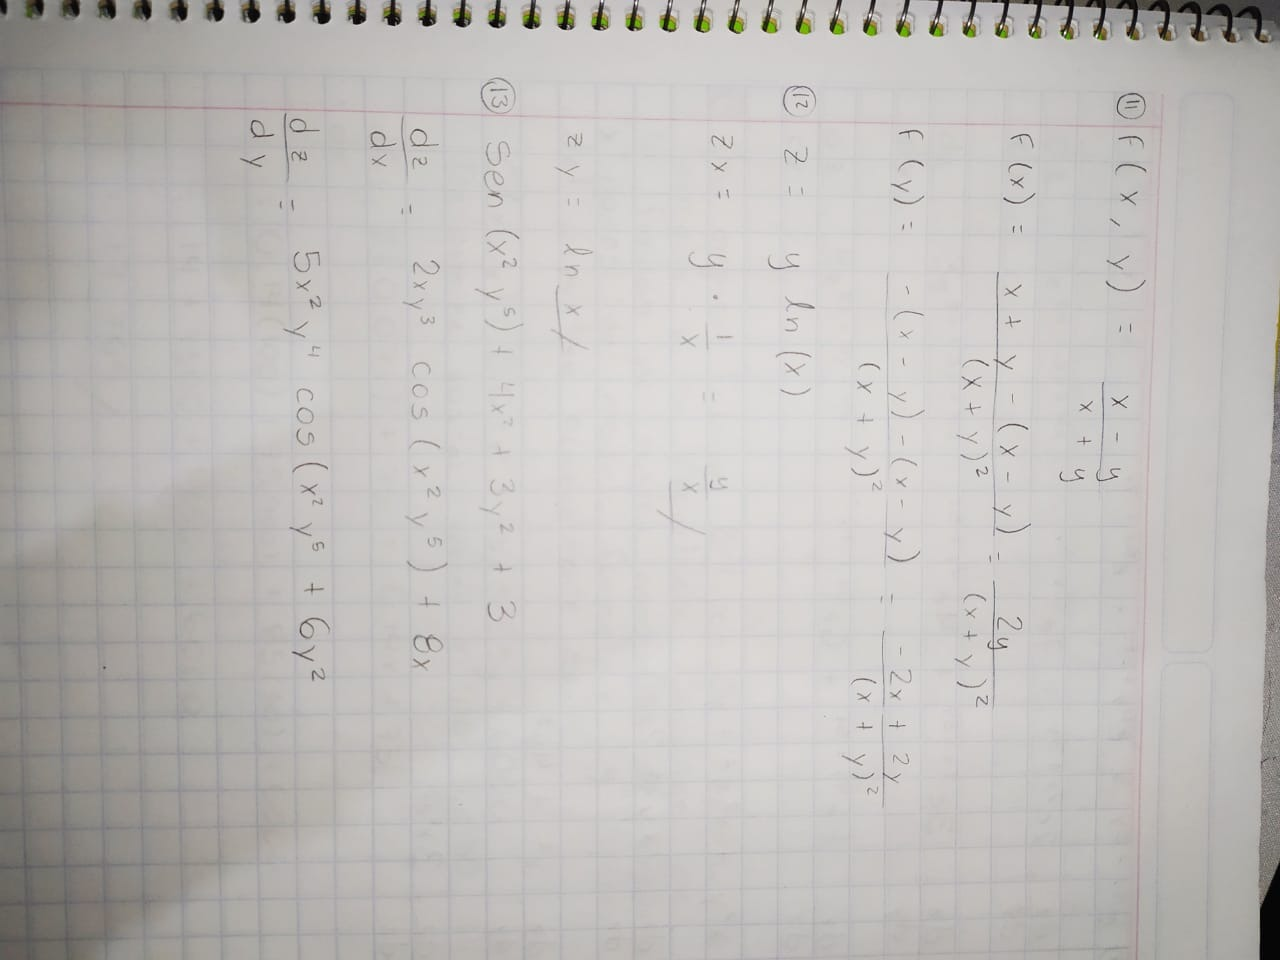 ⑪ F(x, y) = x - y / x + y
F(x) = x + y - (x - y) / (x + y)² = 2y / (x + y)²
F(y) = - (x - y) - (x - y) / (x + y)² = - 2x + 2y / (x + y)²
⑫ z = y ln (x)
zx = y · 1/x = y/x
zy = ln x
⑬ Sen (x² y⁵) + 4x² + 3y² + 3
dz/dx = 2xy³ cos (x² y⁵) + 8x
dz/dy = 5x² y⁴ cos (x² y⁵ + 6y²